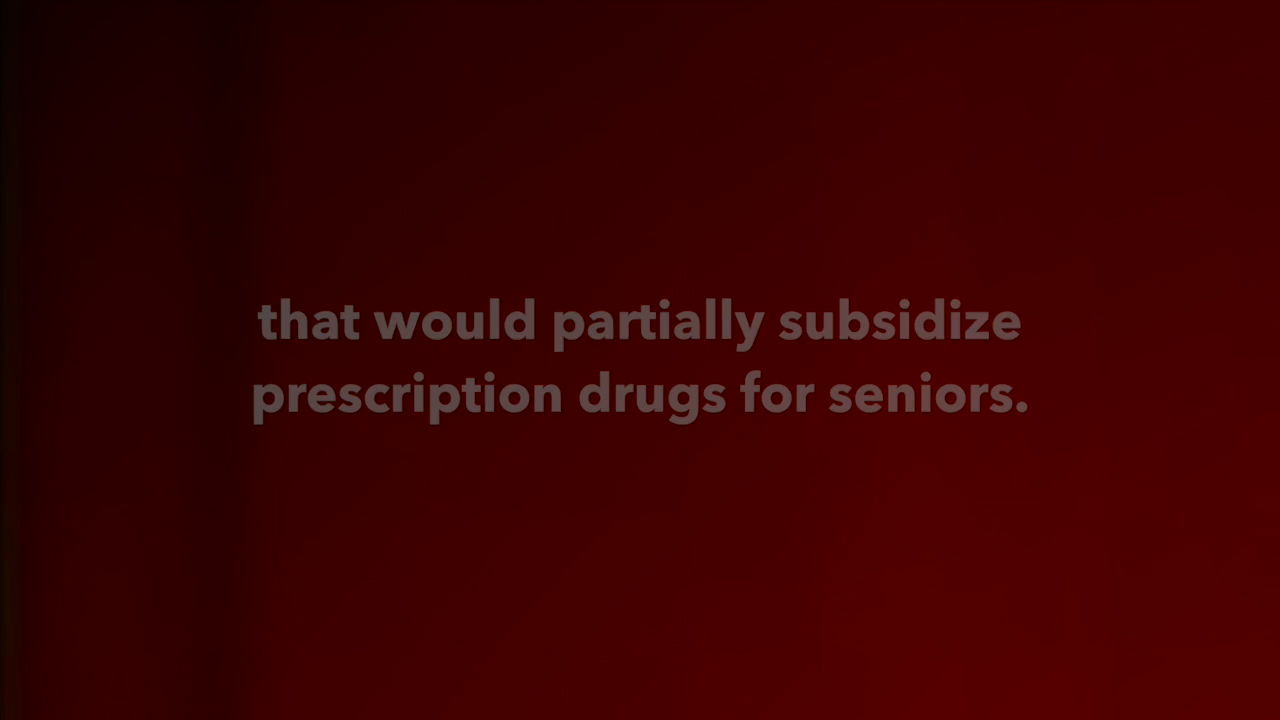 that would partially subsidize
prescription drugs for seniors.